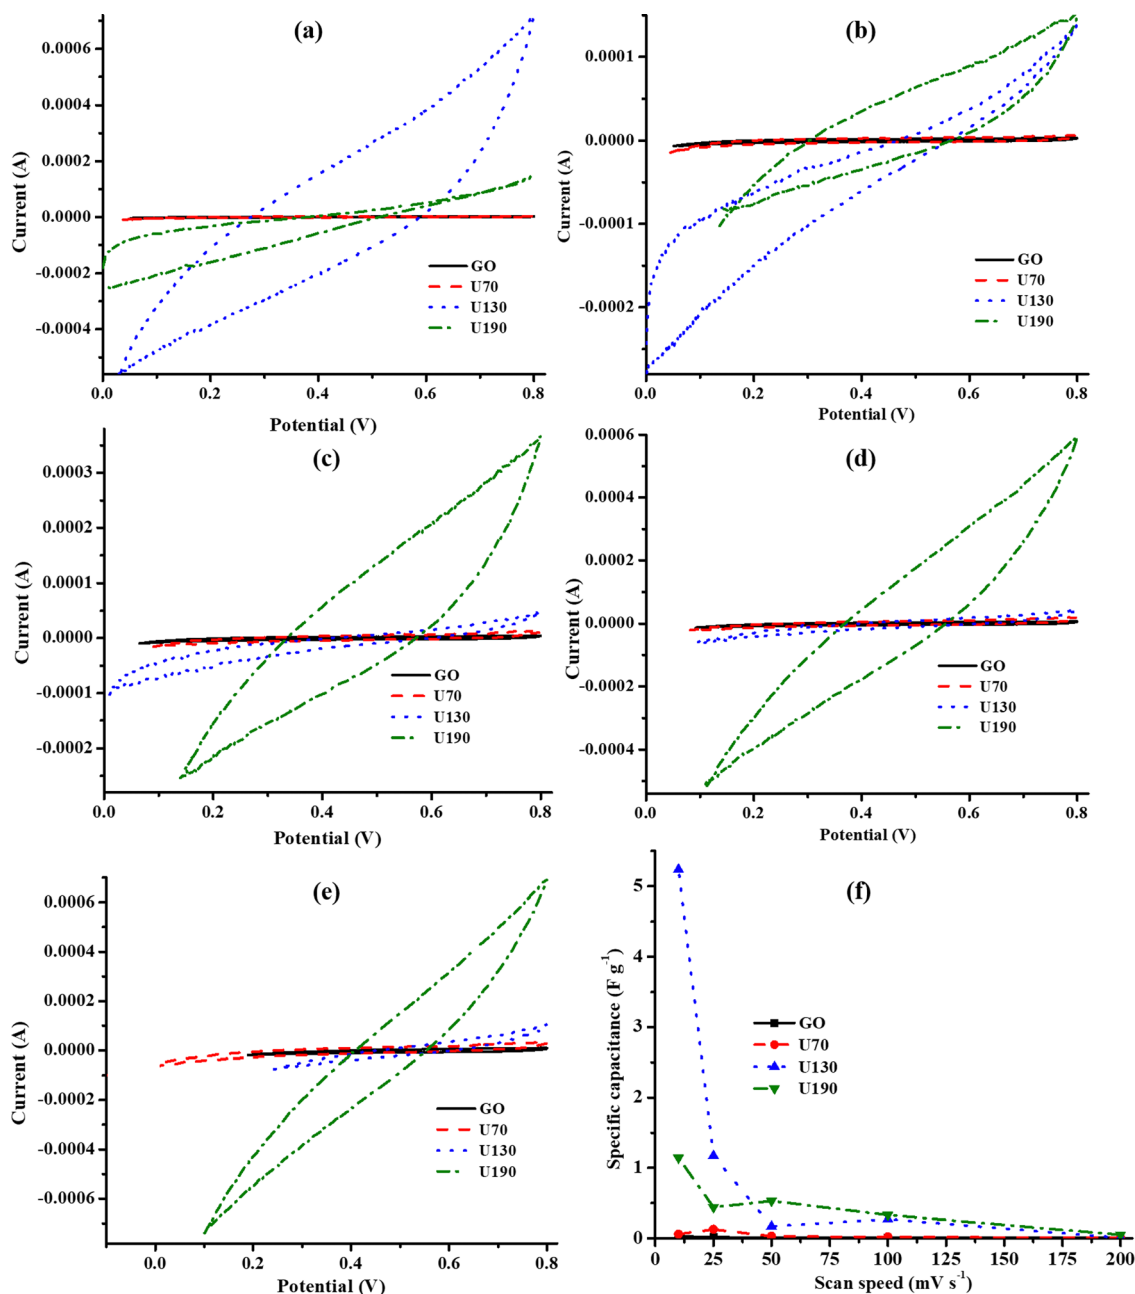 (a)
Current (A)
0.0006
0.0004
0.0002
0.0000
-0.0002
-0.0004
GO
U70
U130
U190
0.0 0.2 0.4 0.6 0.8
Potential (V)
(b)
Current (A)
0.0001
0.0000
-0.0001
-0.0002
GO
U70
U130
U190
0.0 0.2 0.4 0.6 0.8
Potential (V)
(c)
Current (A)
0.0003
0.0002
0.0001
0.0000
-0.0001
-0.0002
GO
U70
U130
U190
0.0 0.2 0.4 0.6 0.8
Potential (V)
(d)
Current (A)
0.0006
0.0004
0.0002
0.0000
-0.0002
-0.0004
GO
U70
U130
U190
0.0 0.2 0.4 0.6 0.8
Potential (V)
(e)
Current (A)
0.0006
0.0004
0.0002
0.0000
-0.0002
-0.0004
-0.0006
GO
U70
U130
U190
0.0 0.2 0.4 0.6 0.8
Potential (V)
(f)
Specific capacitance (F g⁻¹)
5
4
3
2
1
0
GO
U70
U130
U190
0 25 50 75 100 125 150 175 200
Scan speed (mV s⁻¹)